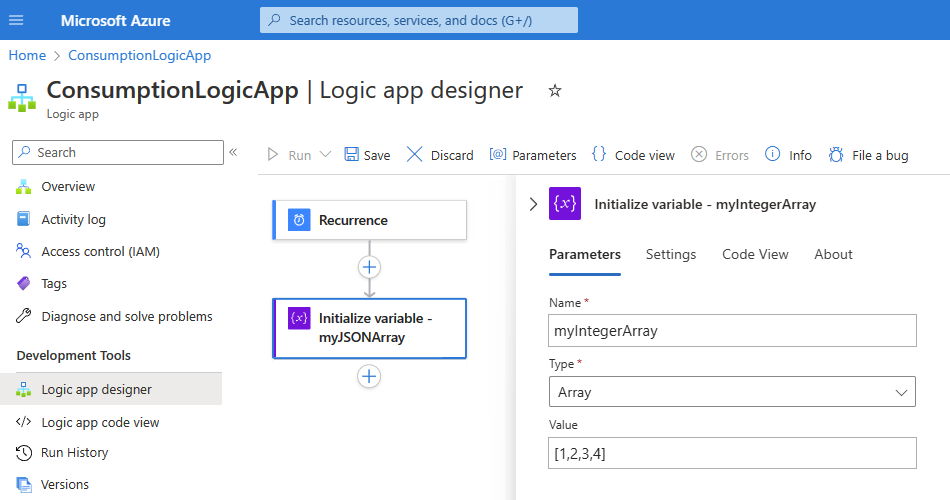 Microsoft Azure
Search resources, services, and docs (G+/)
Home > ConsumptionLogicApp
ConsumptionLogicApp | Logic app designer
Logic app
Search
Run
Save
Discard
Parameters
Code view
Errors
Info
File a bug
Overview
Activity log
Access control (IAM)
Tags
Diagnose and solve problems
Development Tools
Logic app designer
Logic app code view
Run History
Versions
Recurrence
Initialize variable -
myJSONArray
{x} Initialize variable - myIntegerArray
Parameters
Settings
Code View
About
Name *
myIntegerArray
Type *
Array
Value
[1,2,3,4]